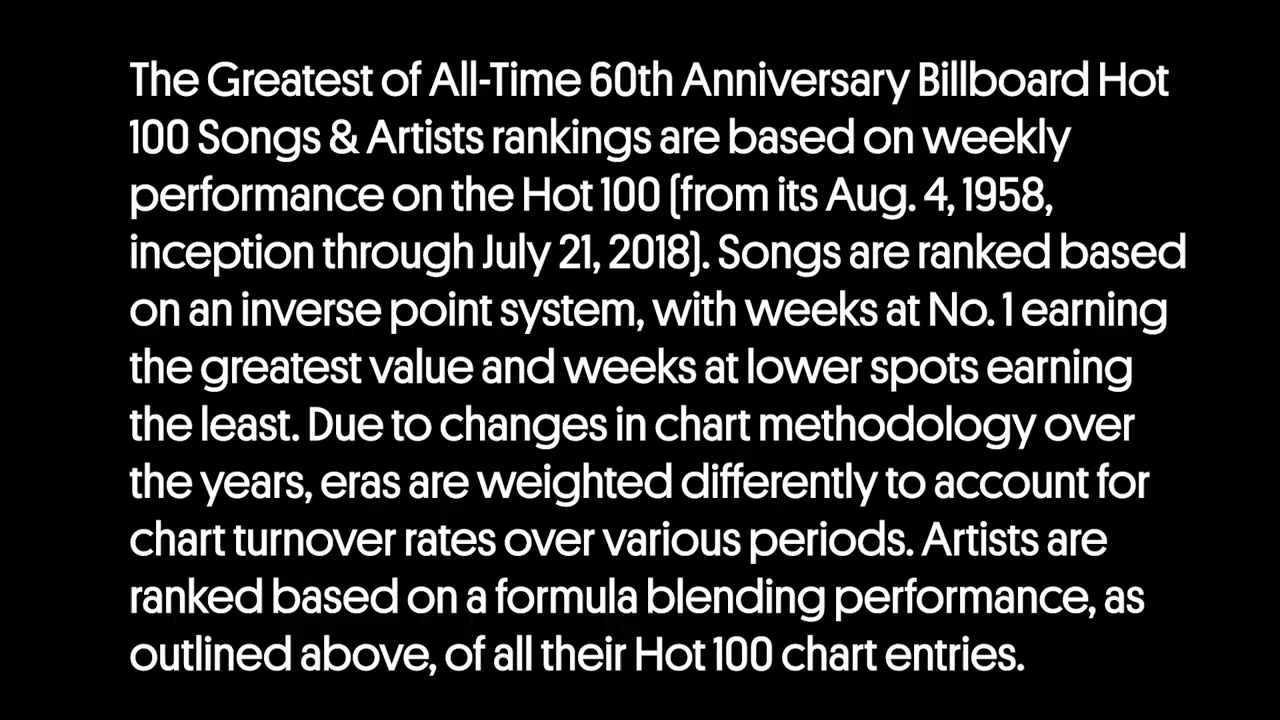 The Greatest of All-Time 60th Anniversary Billboard Hot
100 Songs & Artists rankings are based on weekly
performance on the Hot 100 (from its Aug. 4, 1958,
inception through July 21, 2018). Songs are ranked based
on an inverse point system, with weeks at No. 1 earning
the greatest value and weeks at lower spots earning
the least. Due to changes in chart methodology over
the years, eras are weighted differently to account for
chart turnover rates over various periods. Artists are
ranked based on a formula blending performance, as
outlined above, of all their Hot 100 chart entries.